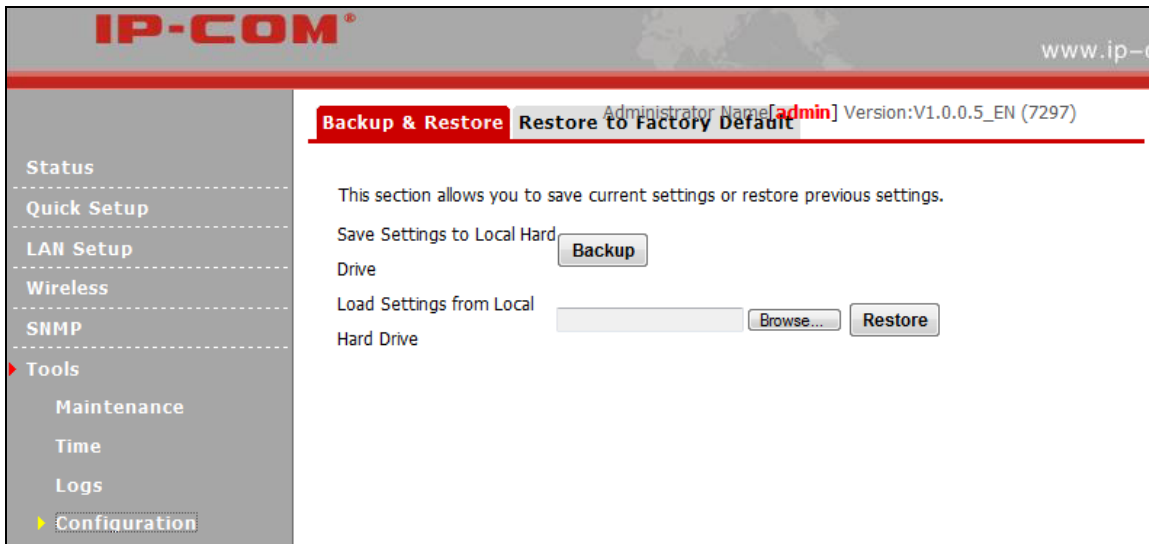 IP-COM®
www.ip-c
Administrator Name[admin] Version:V1.0.0.5_EN (7297)
Backup & Restore Restore to Factory Default
Status
Quick Setup
LAN Setup
Wireless
SNMP
Tools
Maintenance
Time
Logs
Configuration
This section allows you to save current settings or restore previous settings.
Save Settings to Local Hard
Drive
Backup
Load Settings from Local
Hard Drive
Browse... Restore